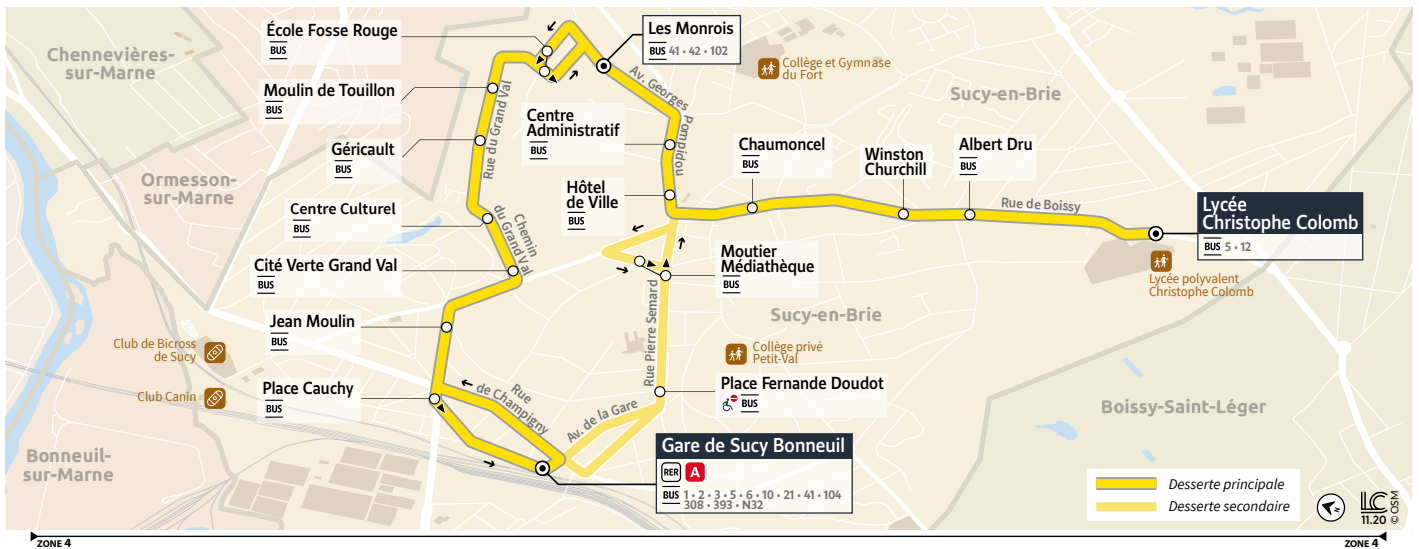 Chennevières-
sur-Marne
École Fosse Rouge
BUS
Les Monrois
BUS 41 • 42 • 102
Collège et Gymnase
du Fort
Moulin de Touillon
BUS
Rue du Grand Val
Av. Georges
Pompidou
Sucy-en-Brie
Centre
Administratif
BUS
Géricault
BUS
Chaumoncel
BUS
Winston
Churchill
Albert Dru
BUS
Ormesson-
sur-Marne
Hôtel
de Ville
BUS
Centre Culturel
BUS
Chemin
du Grand Val
Rue de Boissy
Lycée
Christophe Colomb
BUS 5 • 12
Cité Verte Grand Val
BUS
Moutier
Médiathèque
BUS
Lycée polyvalent
Christophe Colomb
Jean Moulin
BUS
Rue Pierre Semard
Sucy-en-Brie
Club de Bicross
de Sucy
Collège privé
Petit-Val
Club Canin
Place Cauchy
BUS
Rue
de Champigny
Av. de la Gare
Place Fernande Doudot
BUS
Boissy-Saint-Léger
Bonneuil-
sur-Marne
Gare de Sucy Bonneuil
RER A
BUS 1 • 2 • 3 • 5 • 6 • 10 • 21 • 41 • 104
308 • 393 • N32
Desserte principale
Desserte secondaire
LC
11.20
© OSM
ZONE 4
ZONE 4